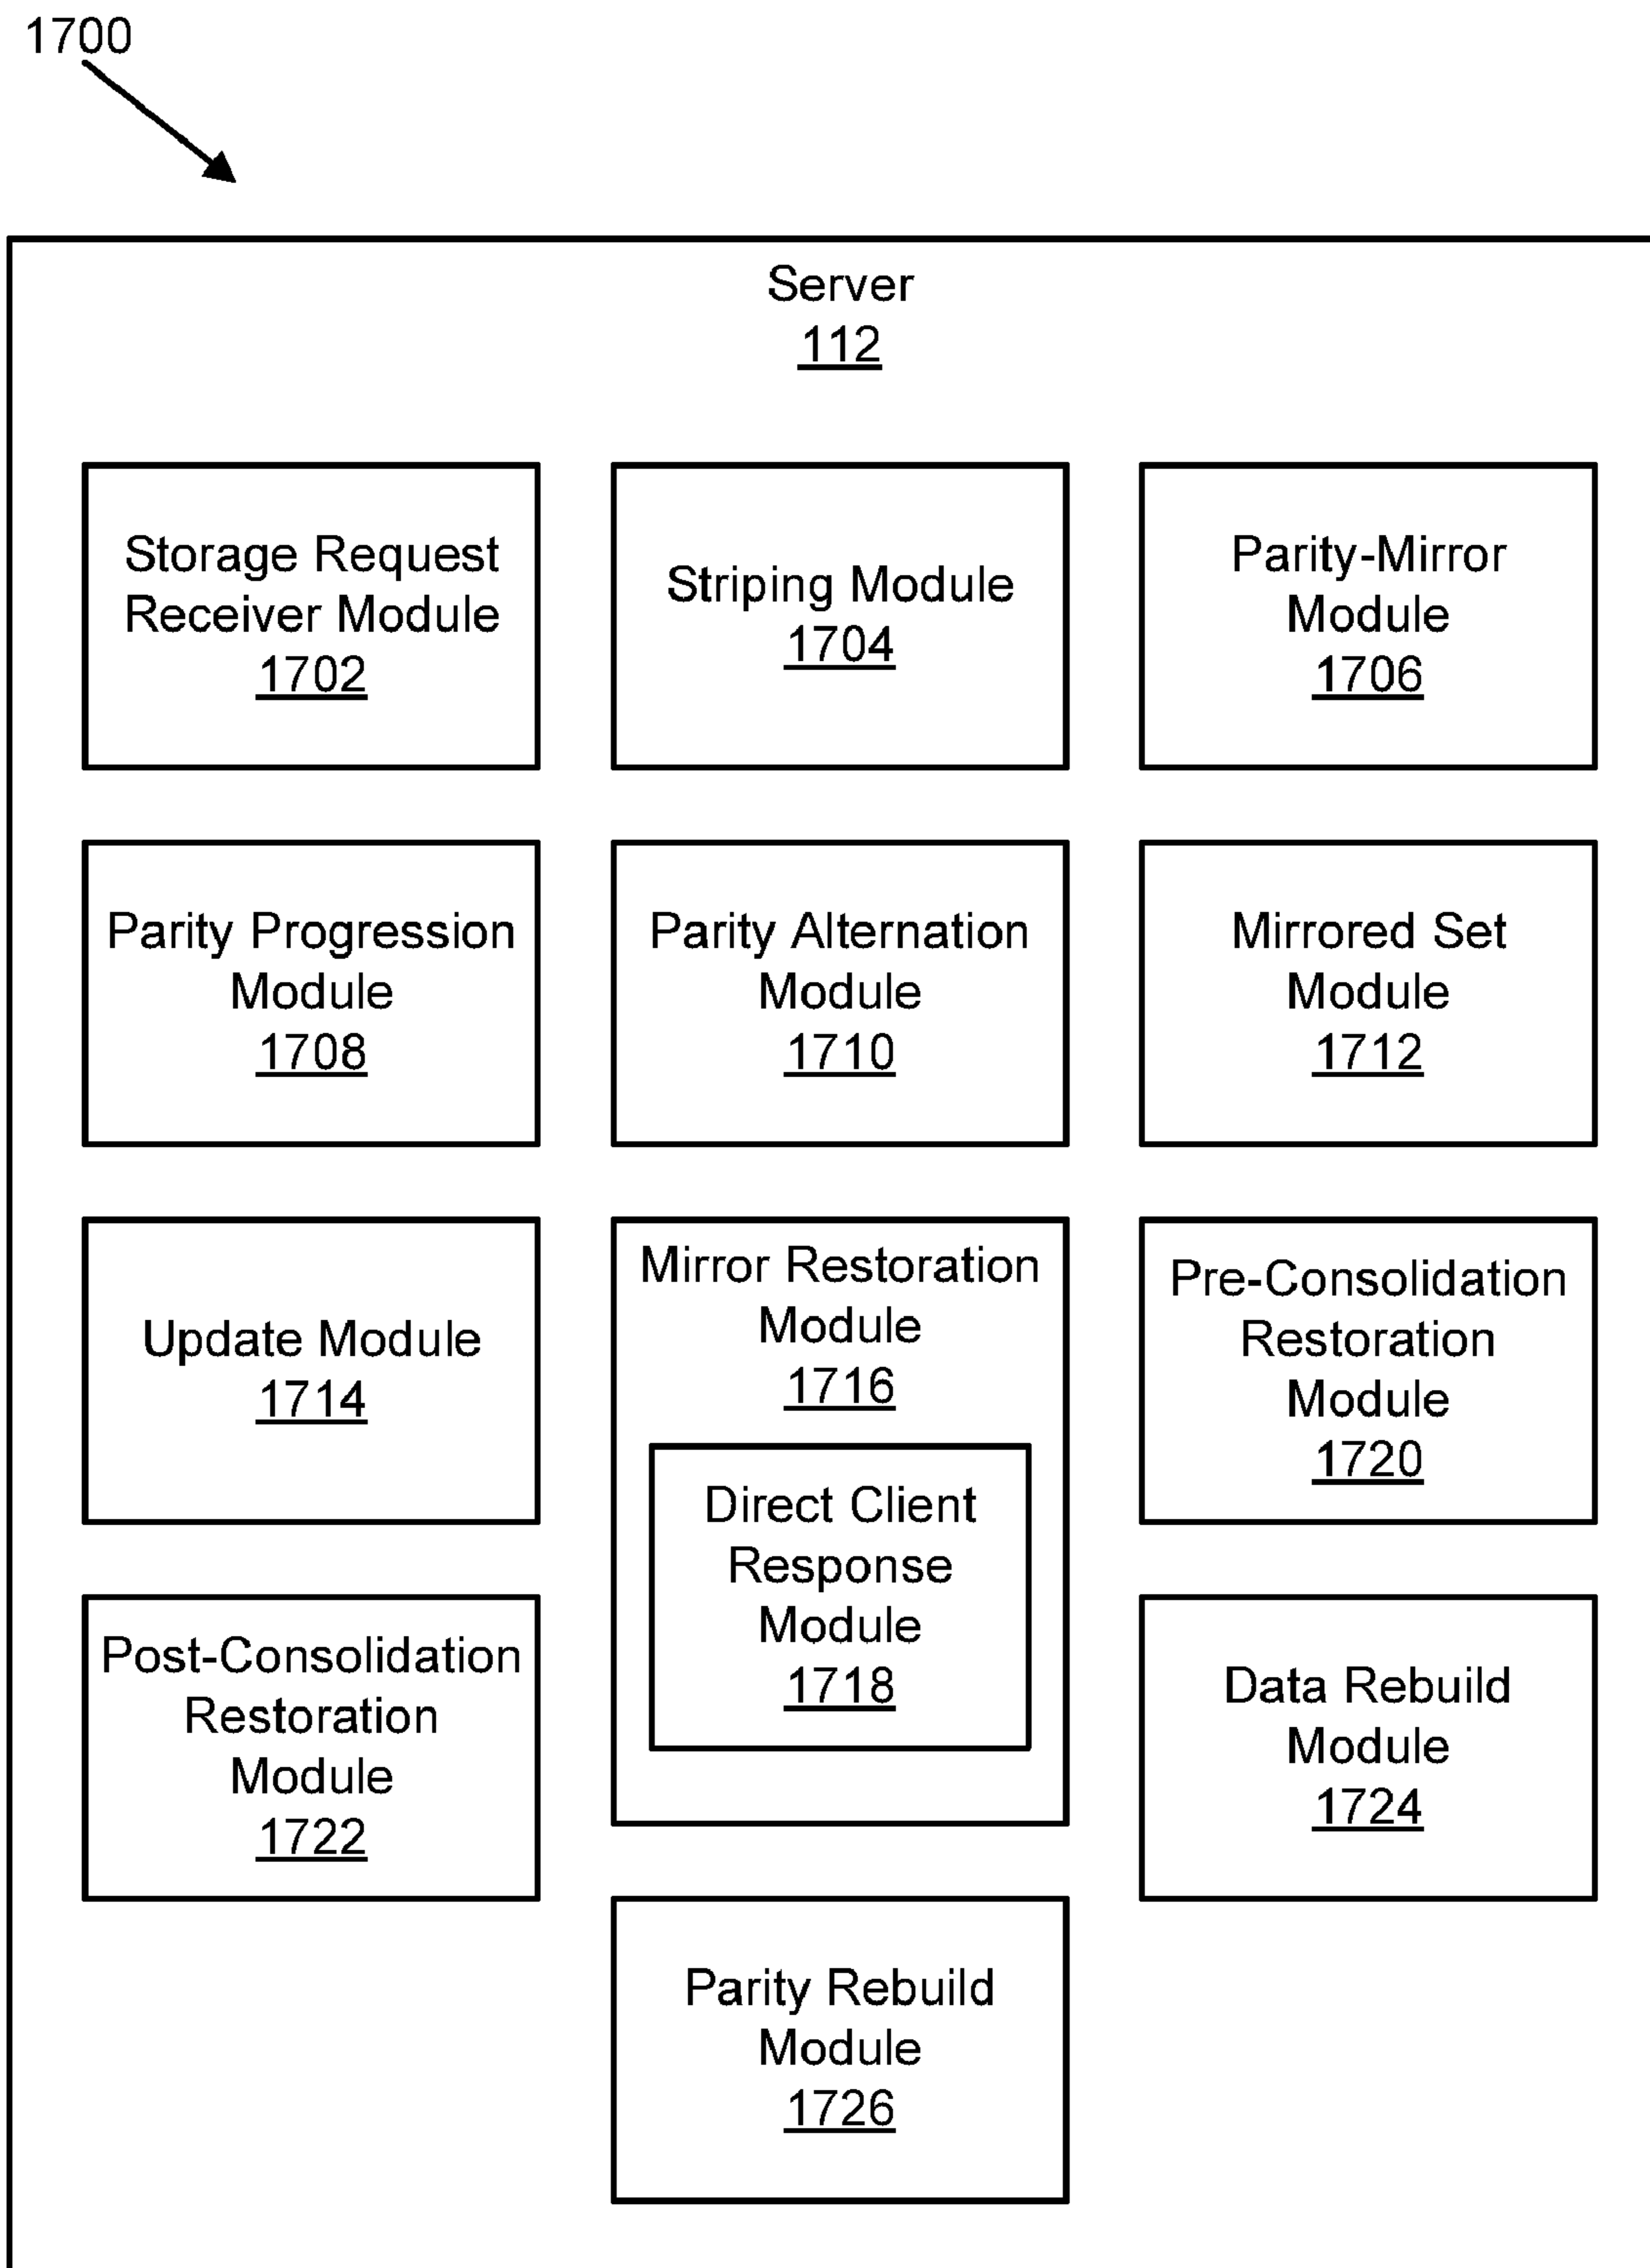 1700
Server
112
Storage Request
Receiver Module
1702
Striping Module
1704
Parity-Mirror
Module
1706
Parity Progression
Module
1708
Parity Alternation
Module
1710
Mirrored Set
Module
1712
Update Module
1714
Mirror Restoration
Module
1716
Direct Client
Response
Module
1718
Pre-Consolidation
Restoration
Module
1720
Post-Consolidation
Restoration
Module
1722
Data Rebuild
Module
1724
Parity Rebuild
Module
1726